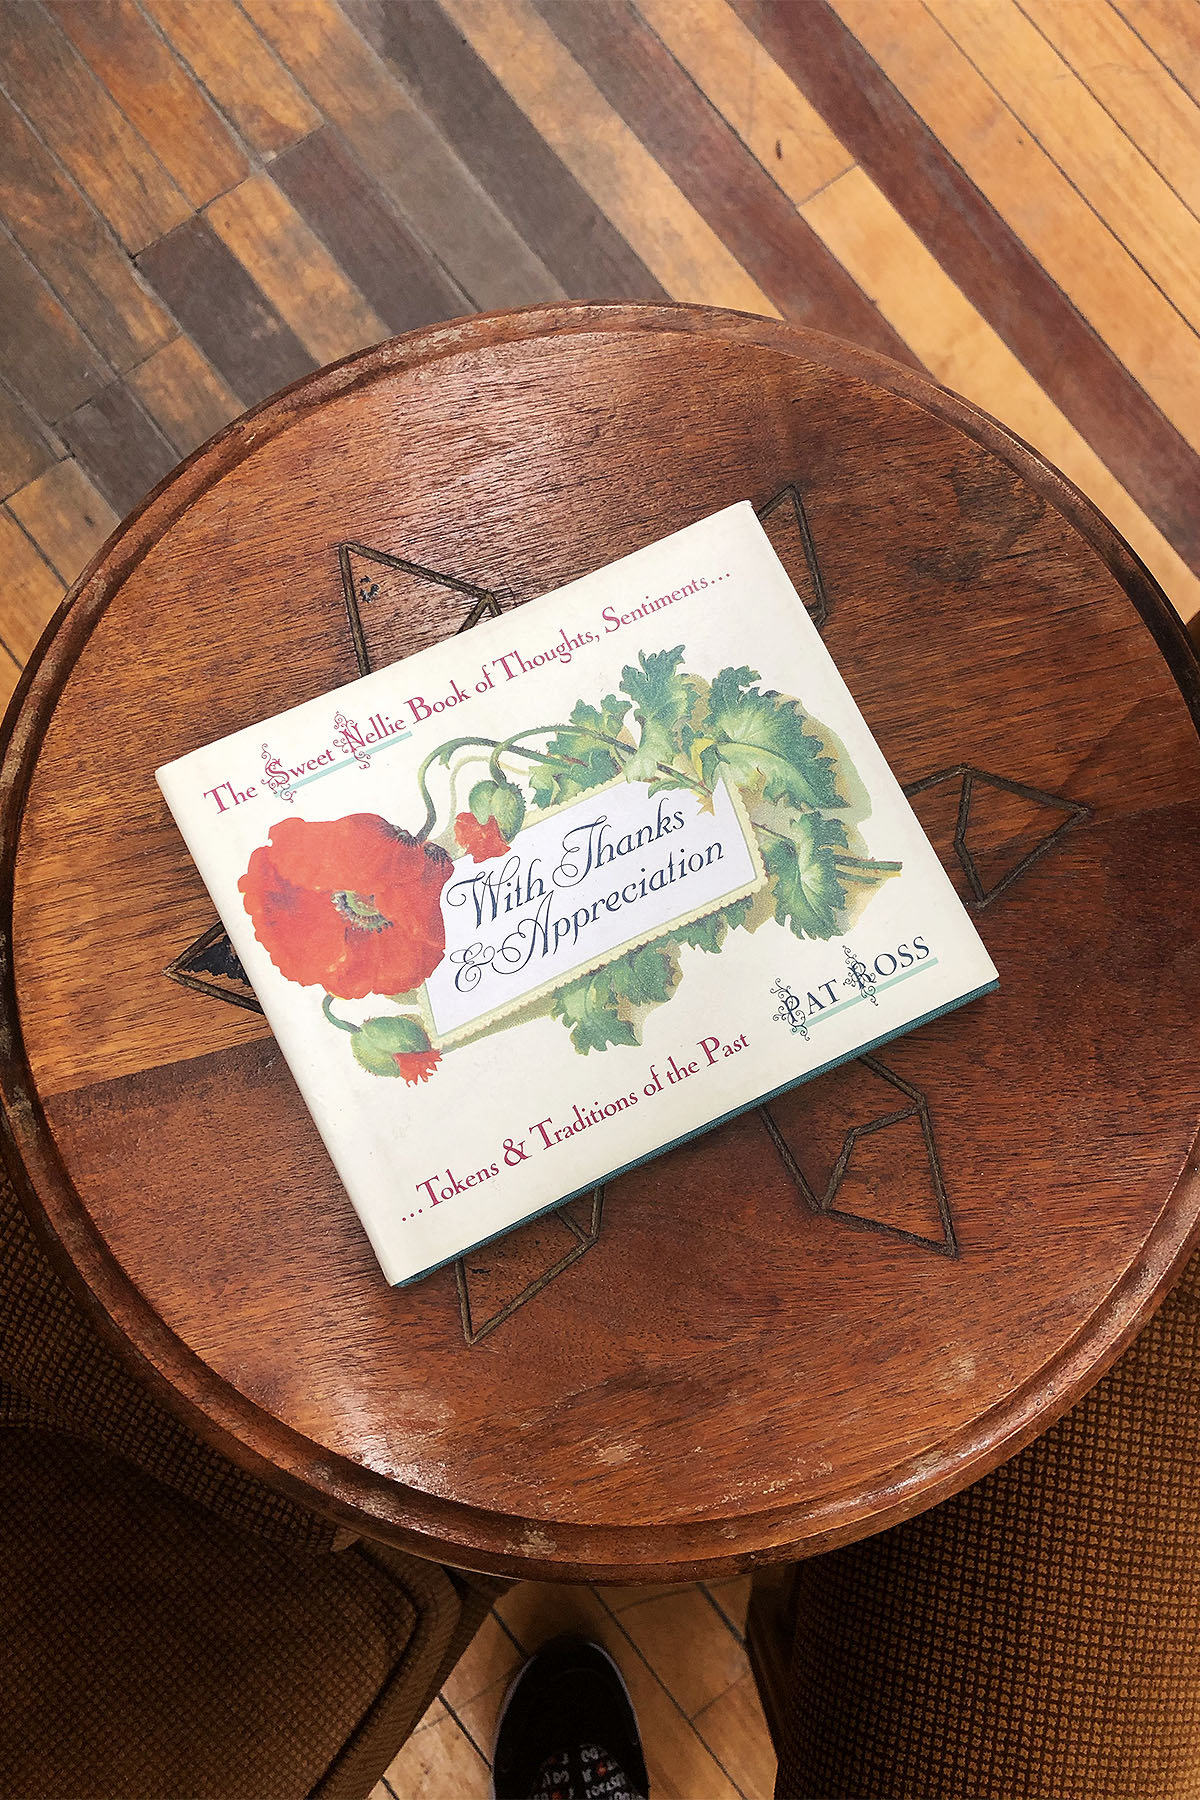 The Sweet Nellie Book of Thoughts, Sentiments...
With Thanks
& Appreciation
PAT ROSS
...Tokens & Traditions of the Past